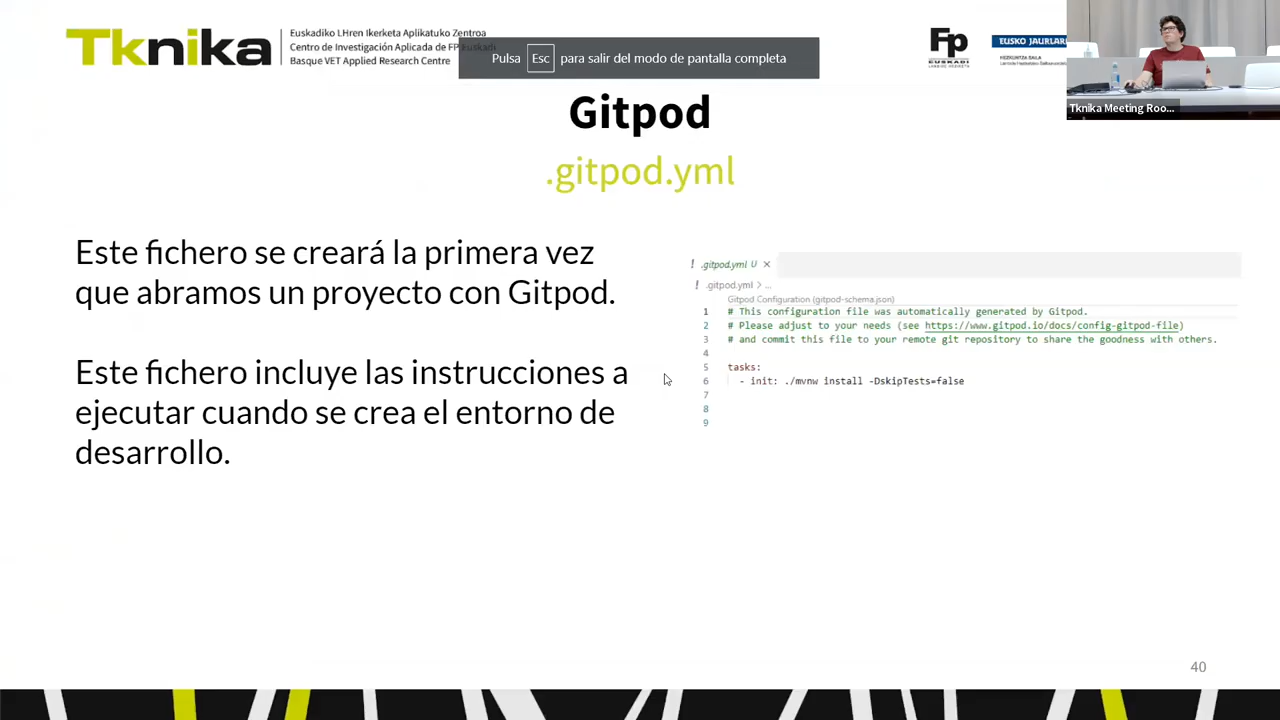 Tknika
Euskadiko LHren Ikerketa Aplikatuko Zentroa
Centro de Investigación Aplicada de FP Euskadi
Basque VET Applied Research Centre
Pulsa Esc para salir del modo de pantalla completa
Fp
EUSKADI
LANBIDE HEZIKETA
EUSKO JAURLAR
HEZKUNTZA SAILA
Tknika Meeting Roo...
Gitpod
.gitpod.yml
Este fichero se creará la primera vez
que abramos un proyecto con Gitpod.
Este fichero incluye las instrucciones a
ejecutar cuando se crea el entorno de
desarrollo.
! .gitpod.yml U ×
! .gitpod.yml > ...
Gitpod Configuration (gitpod-schema.json)
1 # This configuration file was automatically generated by Gitpod.
2 # Please adjust to your needs (see https://www.gitpod.io/docs/config-gitpod-file)
3 # and commit this file to your remote git repository to share the goodness with others.
4
5 tasks:
6 - init: ./mvnw install -DskipTests=false
7
8
9
40